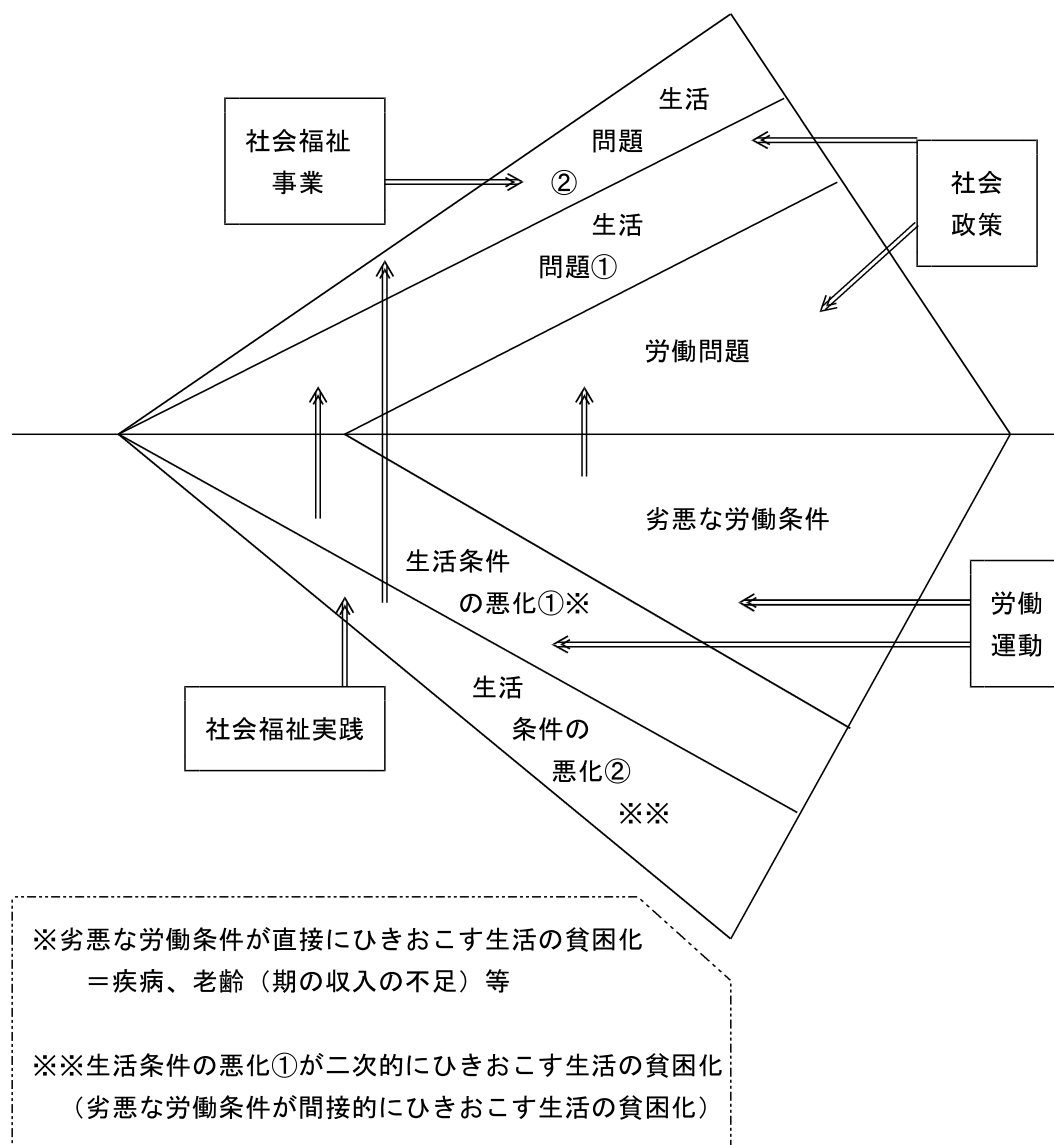 生活
問題
②
社会福祉
事業
社会
政策
生活
問題①
労働問題
劣悪な労働条件
生活条件
の悪化①※
労働
運動
生活
条件の
悪化②
※※
社会福祉実践
※劣悪な労働条件が直接にひきおこす生活の貧困化
＝疾病、老齢（期の収入の不足）等
※※生活条件の悪化①が二次的にひきおこす生活の貧困化
（劣悪な労働条件が間接的にひきおこす生活の貧困化）